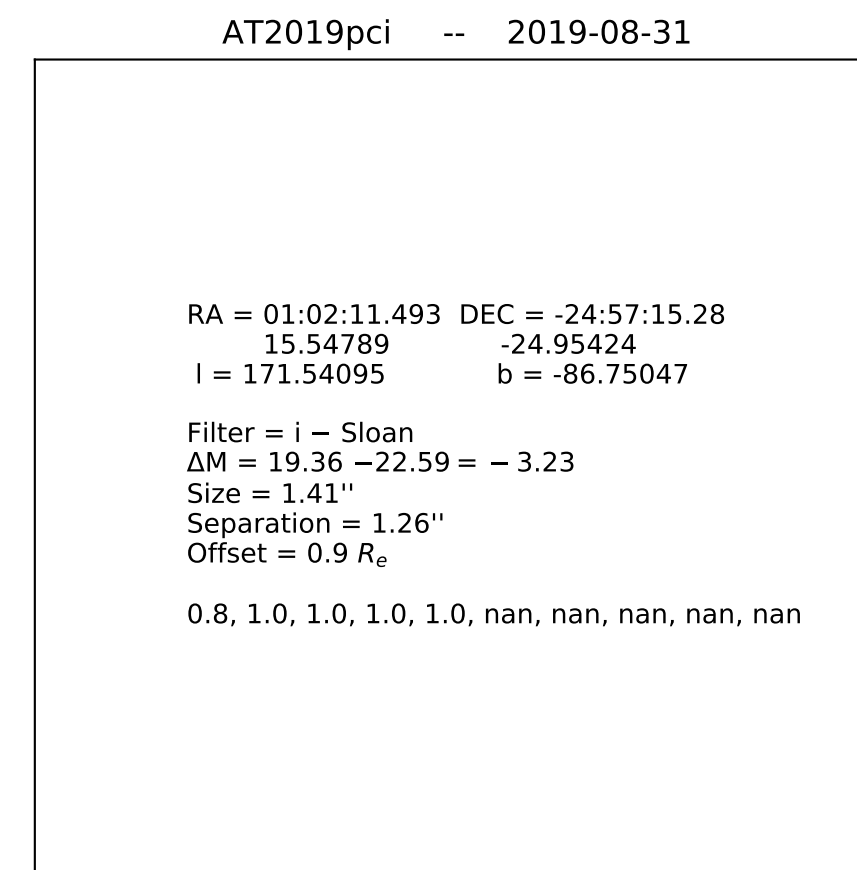 AT2019pci -- 2019-08-31
RA = 01:02:11.493 DEC = -24:57:15.28
15.54789 -24.95424
l = 171.54095 b = -86.75047
Filter = i − Sloan
ΔM = 19.36 −22.59 = − 3.23
Size = 1.41''
Separation = 1.26''
Offset = 0.9 Rₑ
0.8, 1.0, 1.0, 1.0, 1.0, nan, nan, nan, nan, nan